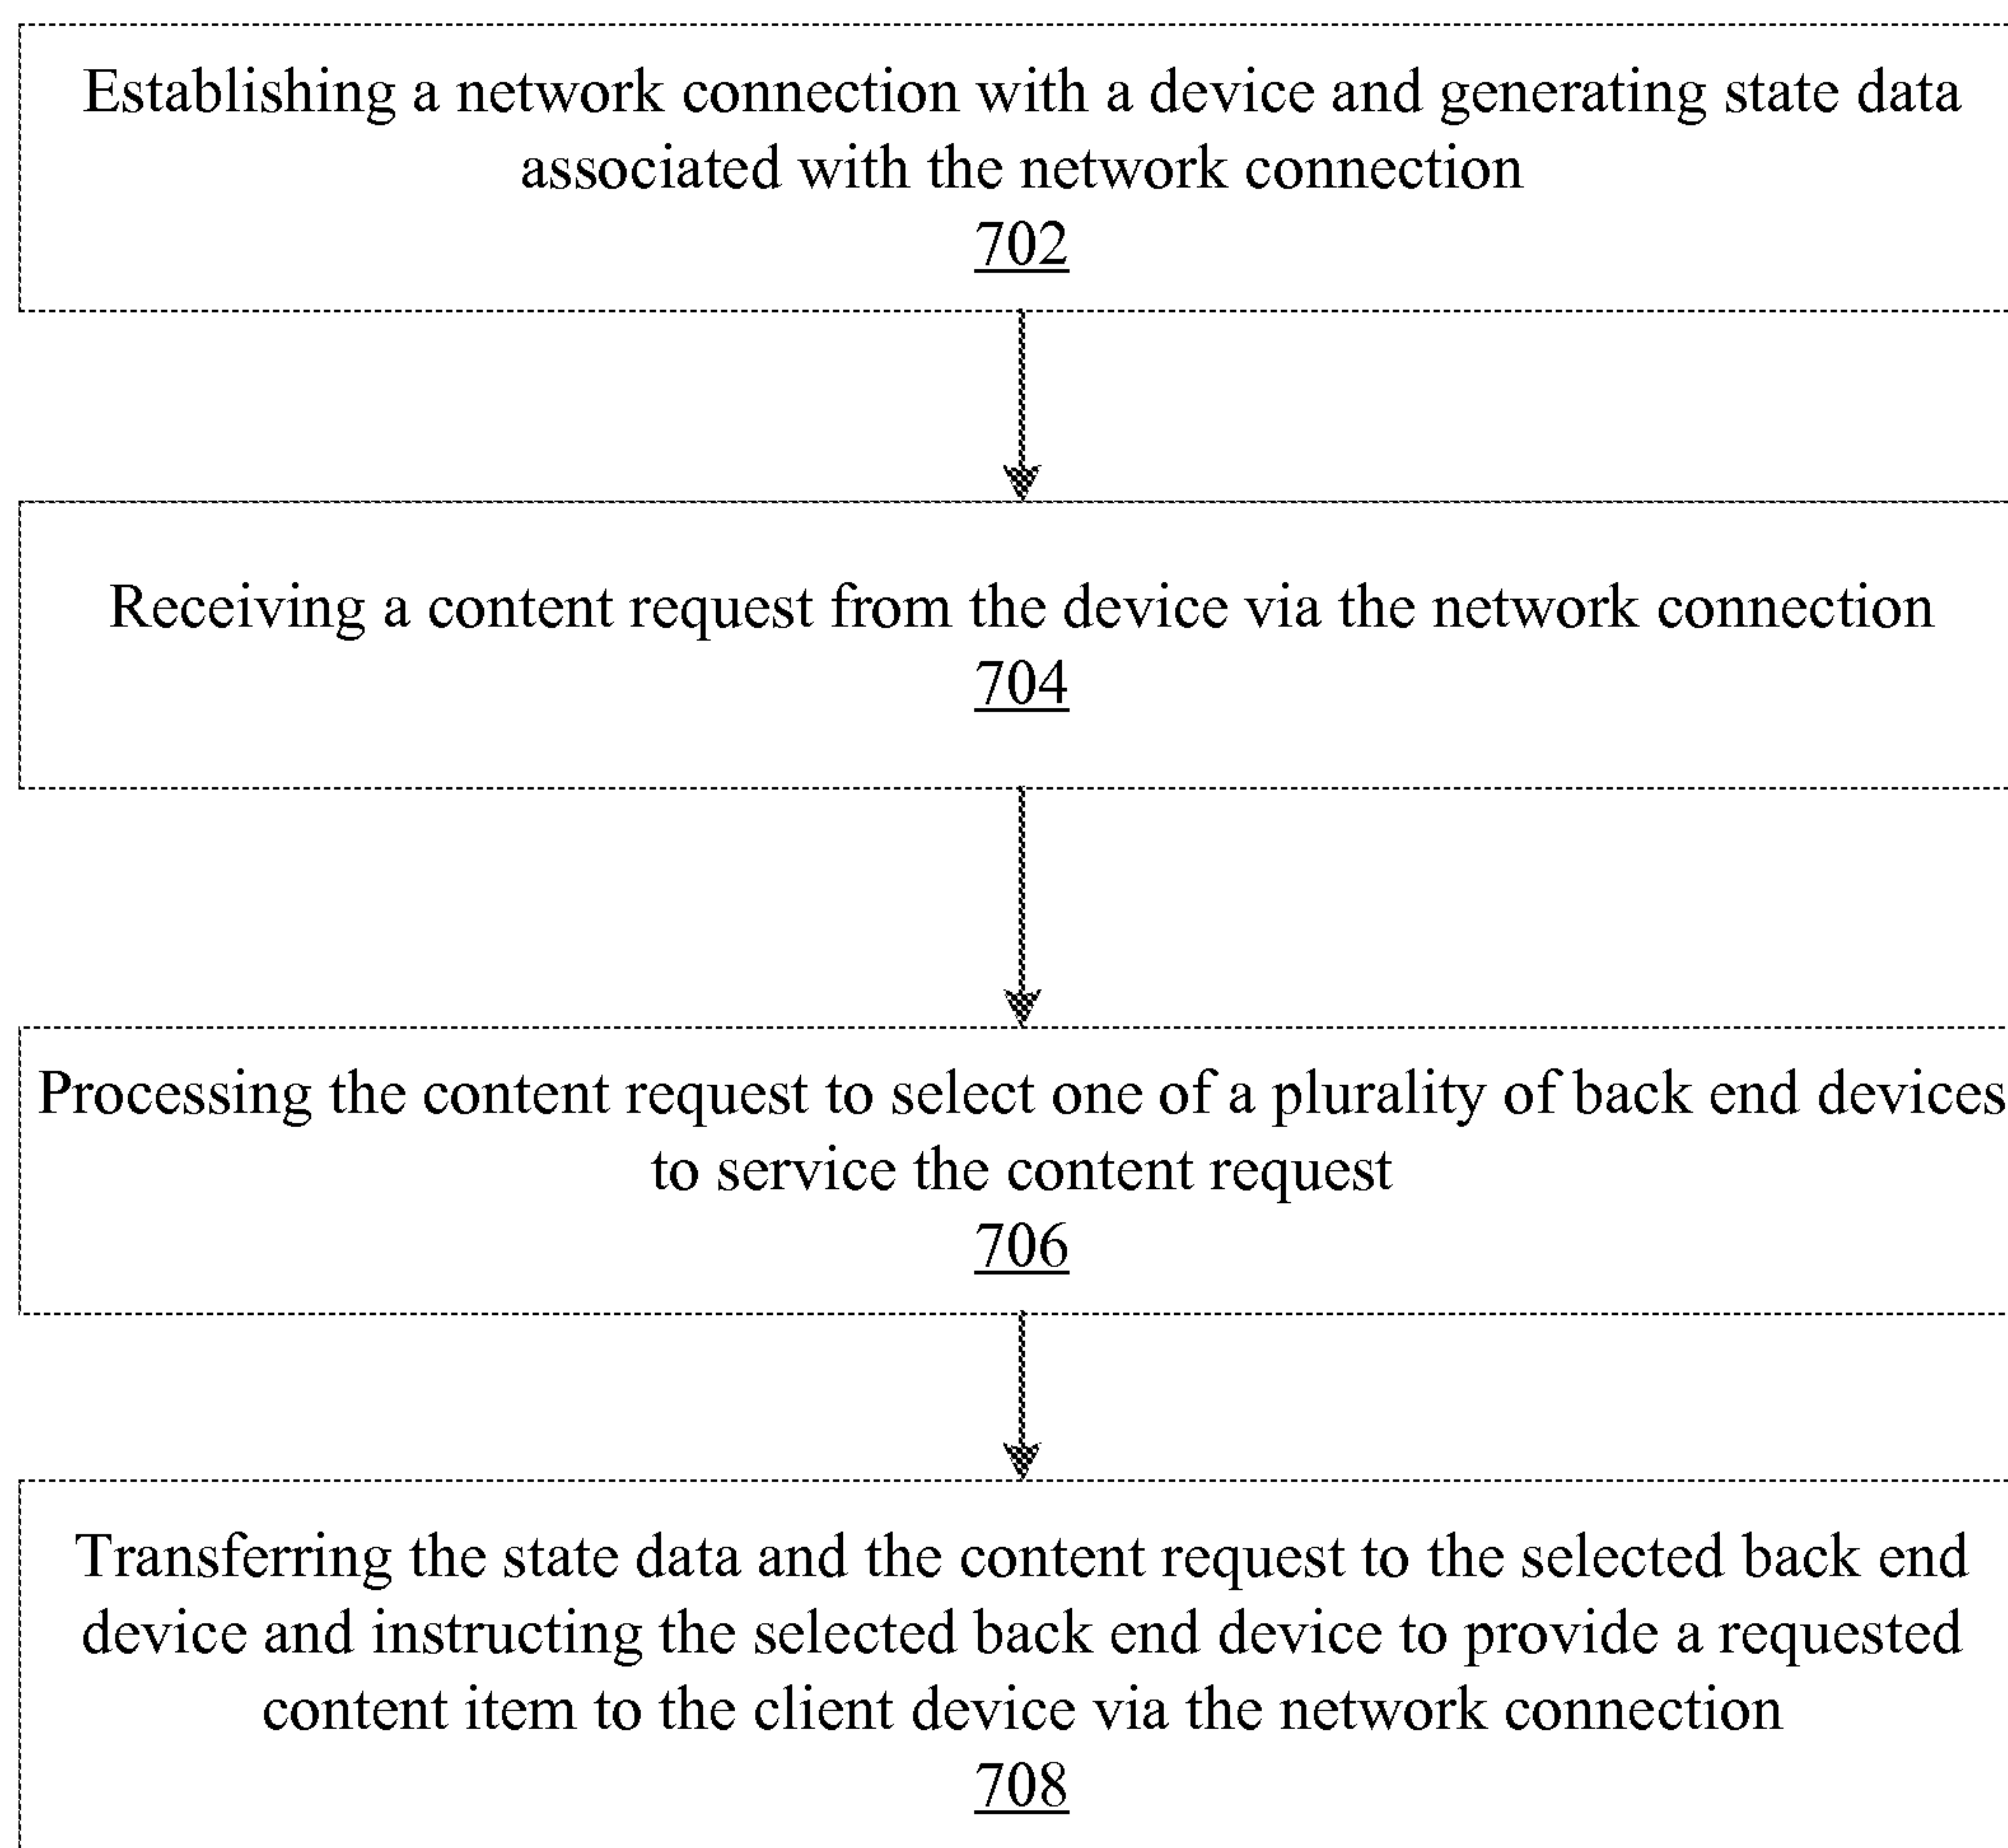 Establishing a network connection with a device and generating state data
associated with the network connection
702
Receiving a content request from the device via the network connection
704
Processing the content request to select one of a plurality of back end devices
to service the content request
706
Transferring the state data and the content request to the selected back end
device and instructing the selected back end device to provide a requested
content item to the client device via the network connection
708